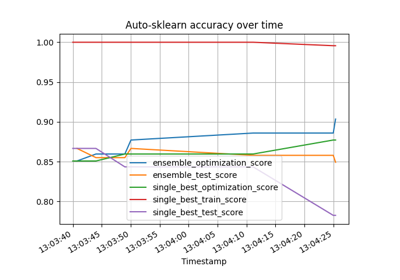 Auto-sklearn accuracy over time
1.00
0.95
0.90
0.85
0.80
ensemble_optimization_score
ensemble_test_score
single_best_optimization_score
single_best_train_score
single_best_test_score
13-03:40
13-03:45
13-03:50
13-03:55
13-04:00
13-04:05
13-04:10
13-04:15
13-04:20
13-04:25
Timestamp